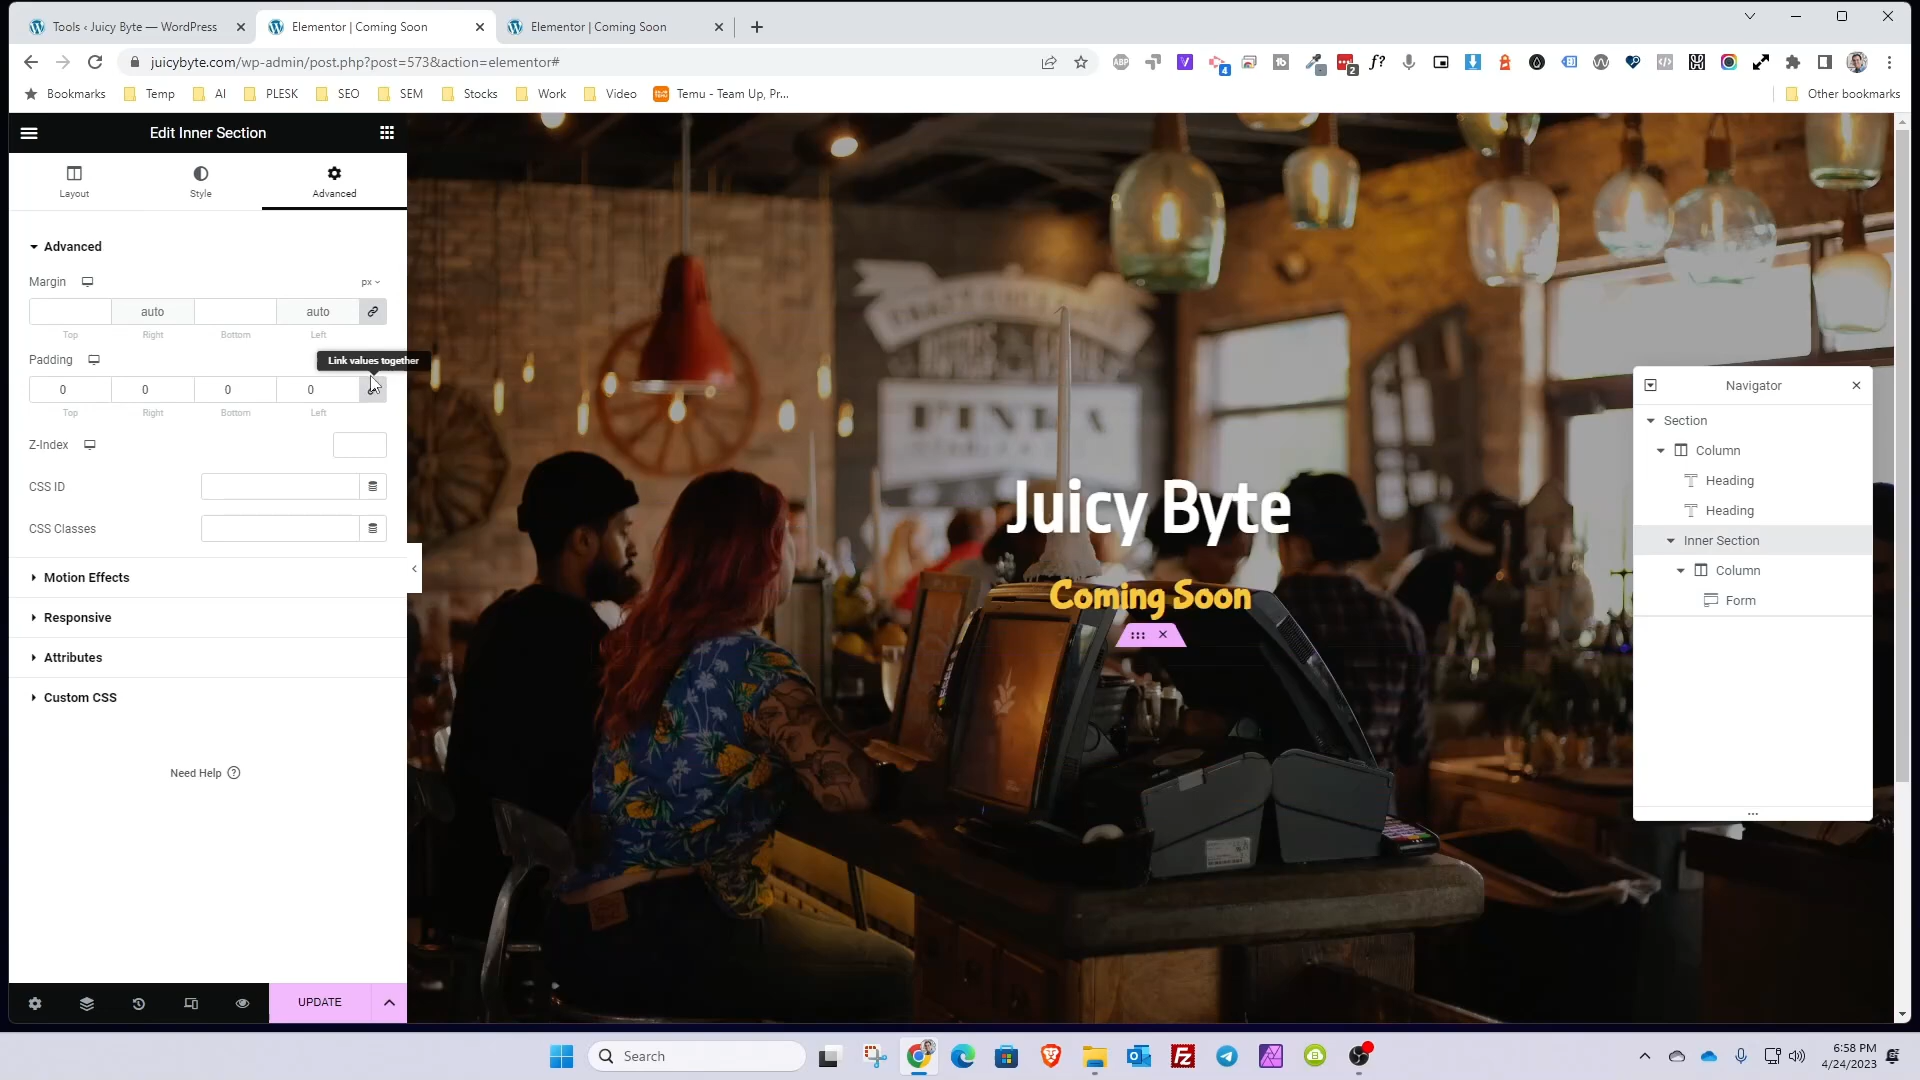 Tools ‹ Juicy Byte — WordPress
Elementor | Coming Soon
Elementor | Coming Soon
juicybyte.com/wp-admin/post.php?post=573&action=elementor#
ABP
4
2
f?
Bookmarks
Temp
AI
PLESK
SEO
SEM
Stocks
Work
Video
Temu - Team Up, Pr...
Other bookmarks
Edit Inner Section
Layout
Style
Advanced
Advanced
Margin
px
auto
auto
Top
Right
Bottom
Left
Padding
Link values together
0
0
0
0
Top
Right
Bottom
Left
Z-Index
CSS ID
CSS Classes
Motion Effects
Responsive
Attributes
Custom CSS
Need Help
UPDATE
Juicy Byte
Coming Soon
Navigator
Section
Column
Heading
Heading
Inner Section
Column
Form
Search
6:58 PM
4/24/2023